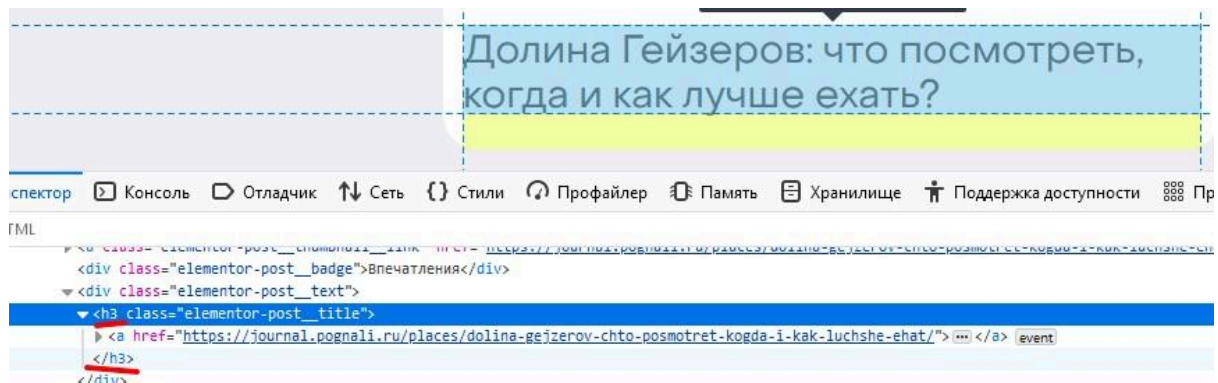 Долина Гейзеров: что посмотреть,
когда и как лучше ехать?
спектор Консоль Отладчик Сеть {} Стили Профайлер Память Хранилище Поддержка доступности Пр
TML
<div class="elementor-post__badge">Впечатления</div>
<div class="elementor-post__text">
<h3 class="elementor-post__title">
<a href="https://journal.pognali.ru/places/dolina-gejzerov-chto-posmotret-kogda-i-kak-luchshe-ehat/">⋯</a> event
</h3>
</div>